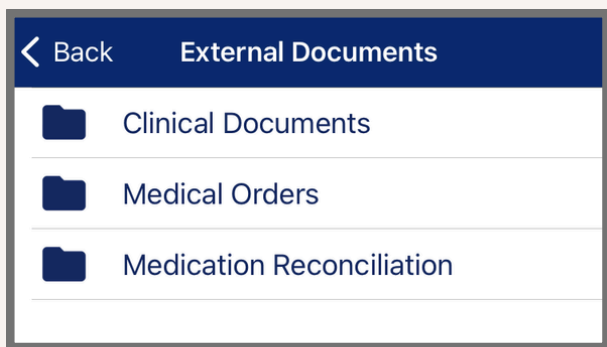 Back External Documents
Clinical Documents
Medical Orders
Medication Reconciliation